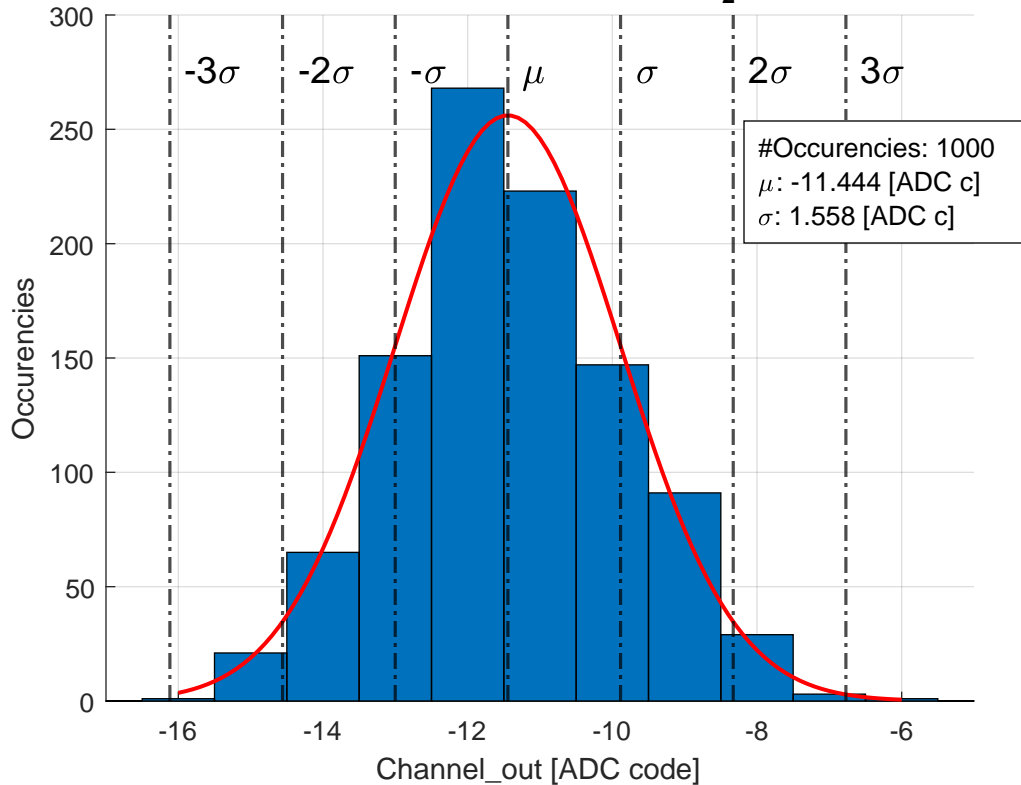 300
250
200
150
100
50
0
Occurencies
-3σ -2σ -σ μ σ 2σ 3σ
#Occurencies: 1000
μ: -11.444 [ADC c]
σ: 1.558 [ADC c]
-16 -14 -12 -10 -8 -6
Channel_out [ADC code]